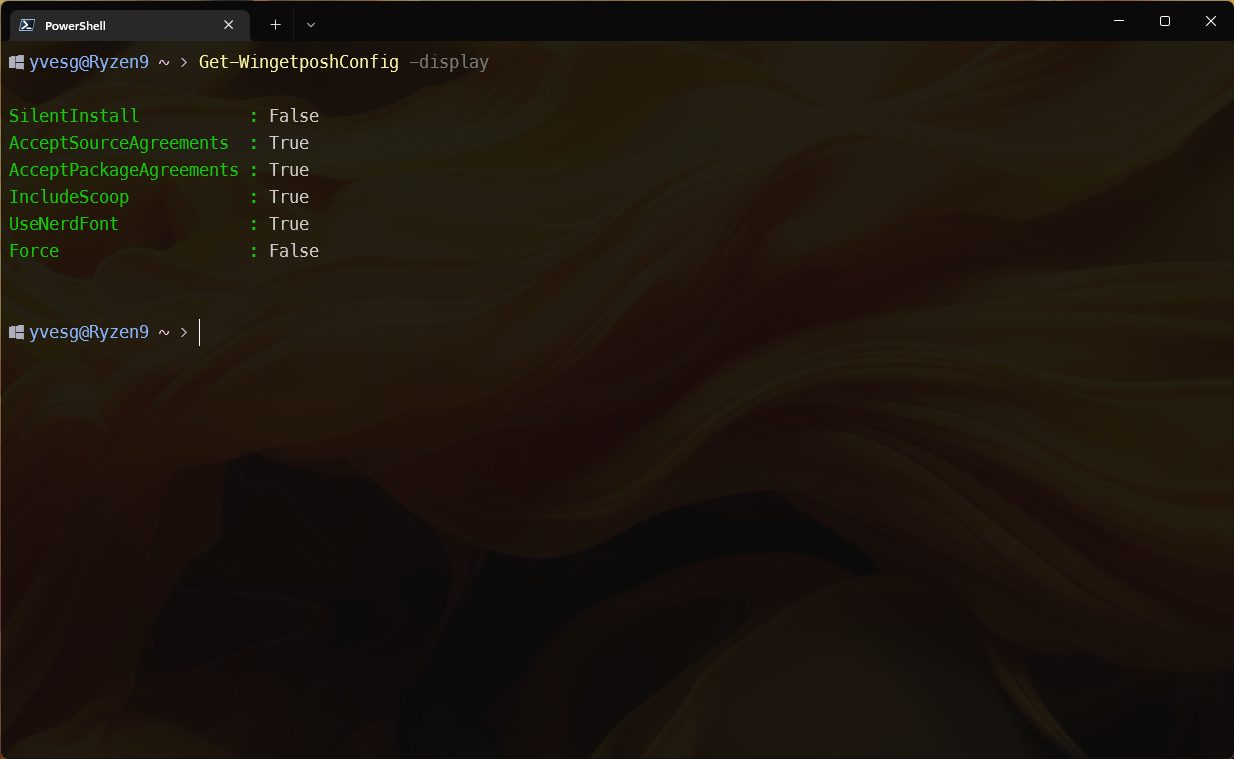 PowerShell
yvesg@Ryzen9 ~ > Get-WingetposhConfig -display
SilentInstall : False
AcceptSourceAgreements : True
AcceptPackageAgreements : True
IncludeScoop : True
UseNerdFont : True
Force : False
yvesg@Ryzen9 ~ >